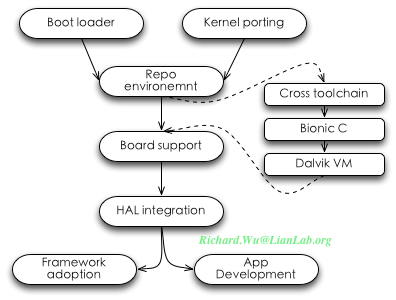 Boot loader
Kernel porting
Repo
environemnt
Cross toolchain
Bionic C
Board support
Dalvik VM
HAL integration
Richard.Wu@LianLab.org
Framework
adoption
App
Development